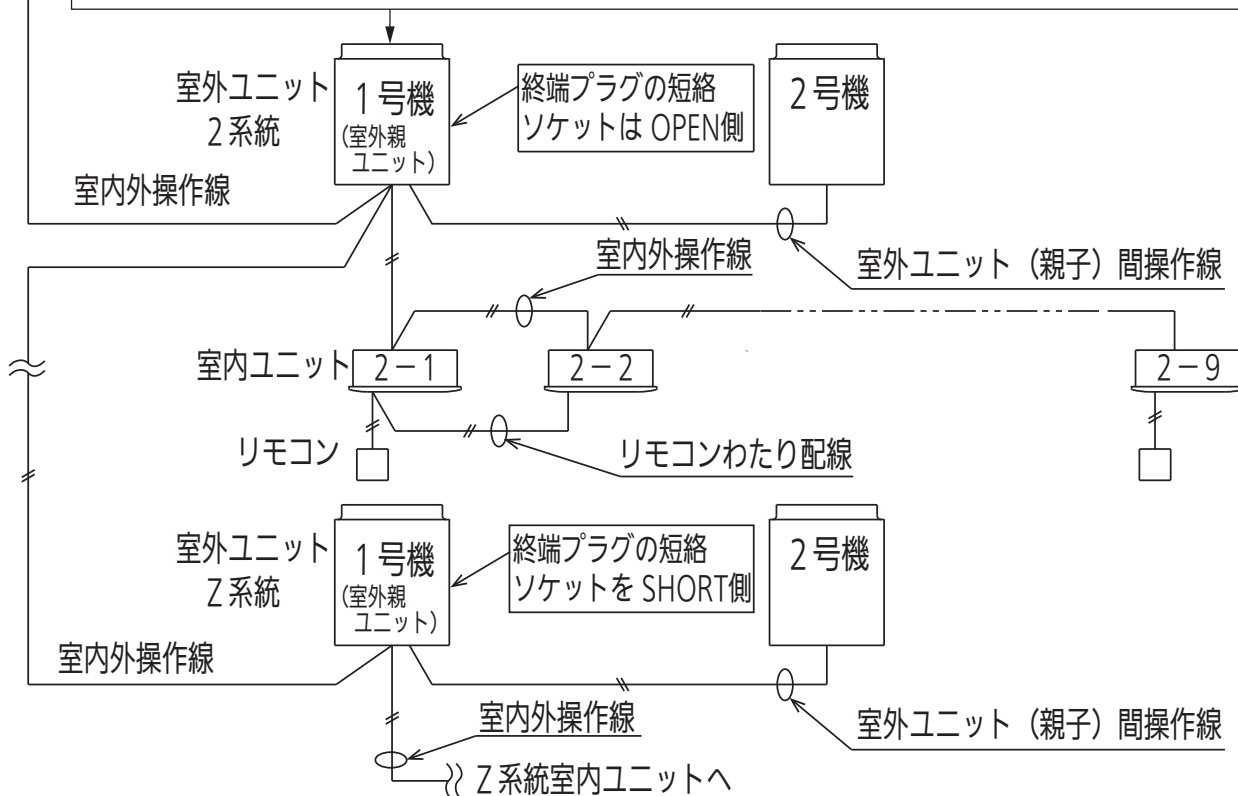 室外ユニット
2系統
1号機
(室外親
ユニット)
終端プラグの短絡
ソケットは OPEN側
2号機
室内外操作線
室内外操作線
室外ユニット（親子）間操作線
室内ユニット
2－1
2－2
2－9
リモコン
リモコンわたり配線
室外ユニット
Z系統
1号機
(室外親
ユニット)
終端プラグの短絡
ソケットを SHORT側
2号機
室内外操作線
室内外操作線
室外ユニット（親子）間操作線
Z系統室内ユニットへ